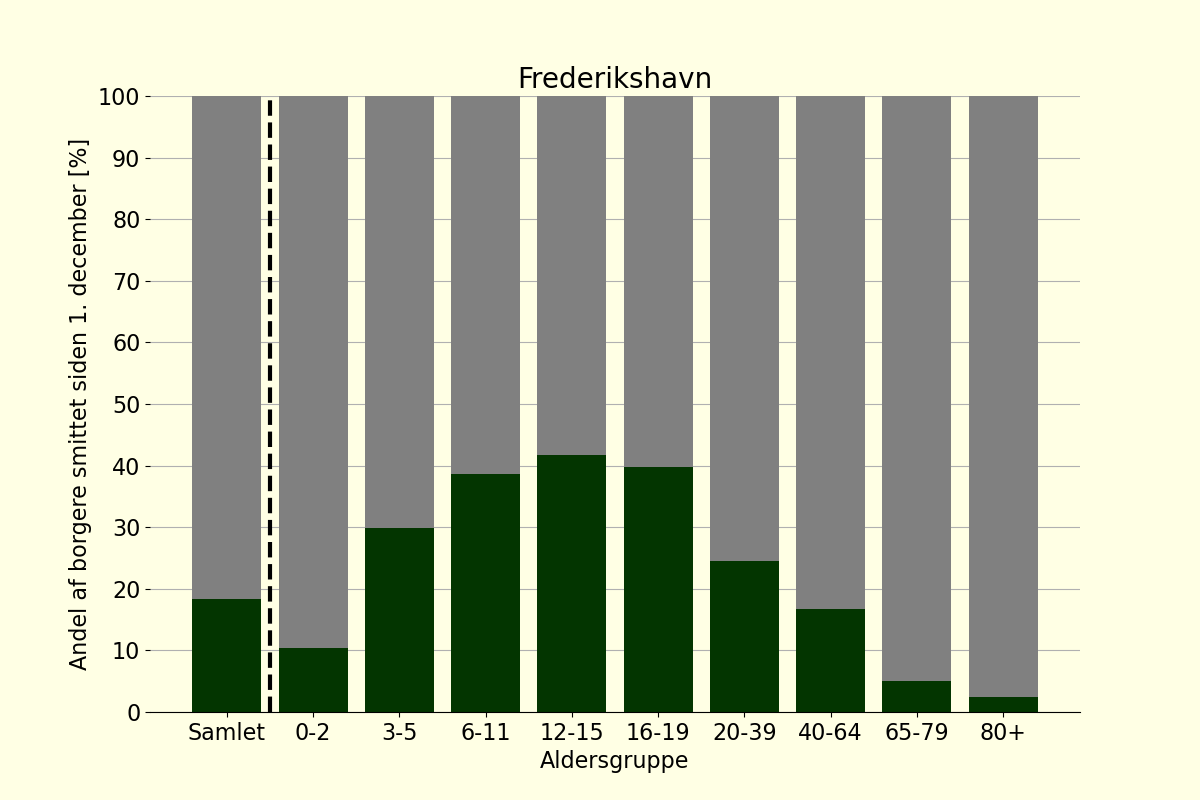 Frederikshavn
Andel af borgere smittet siden 1. december [%]
100
90
80
70
60
50
40
30
20
10
0
Samlet 0-2 3-5 6-11 12-15 16-19 20-39 40-64 65-79 80+
Aldersgruppe